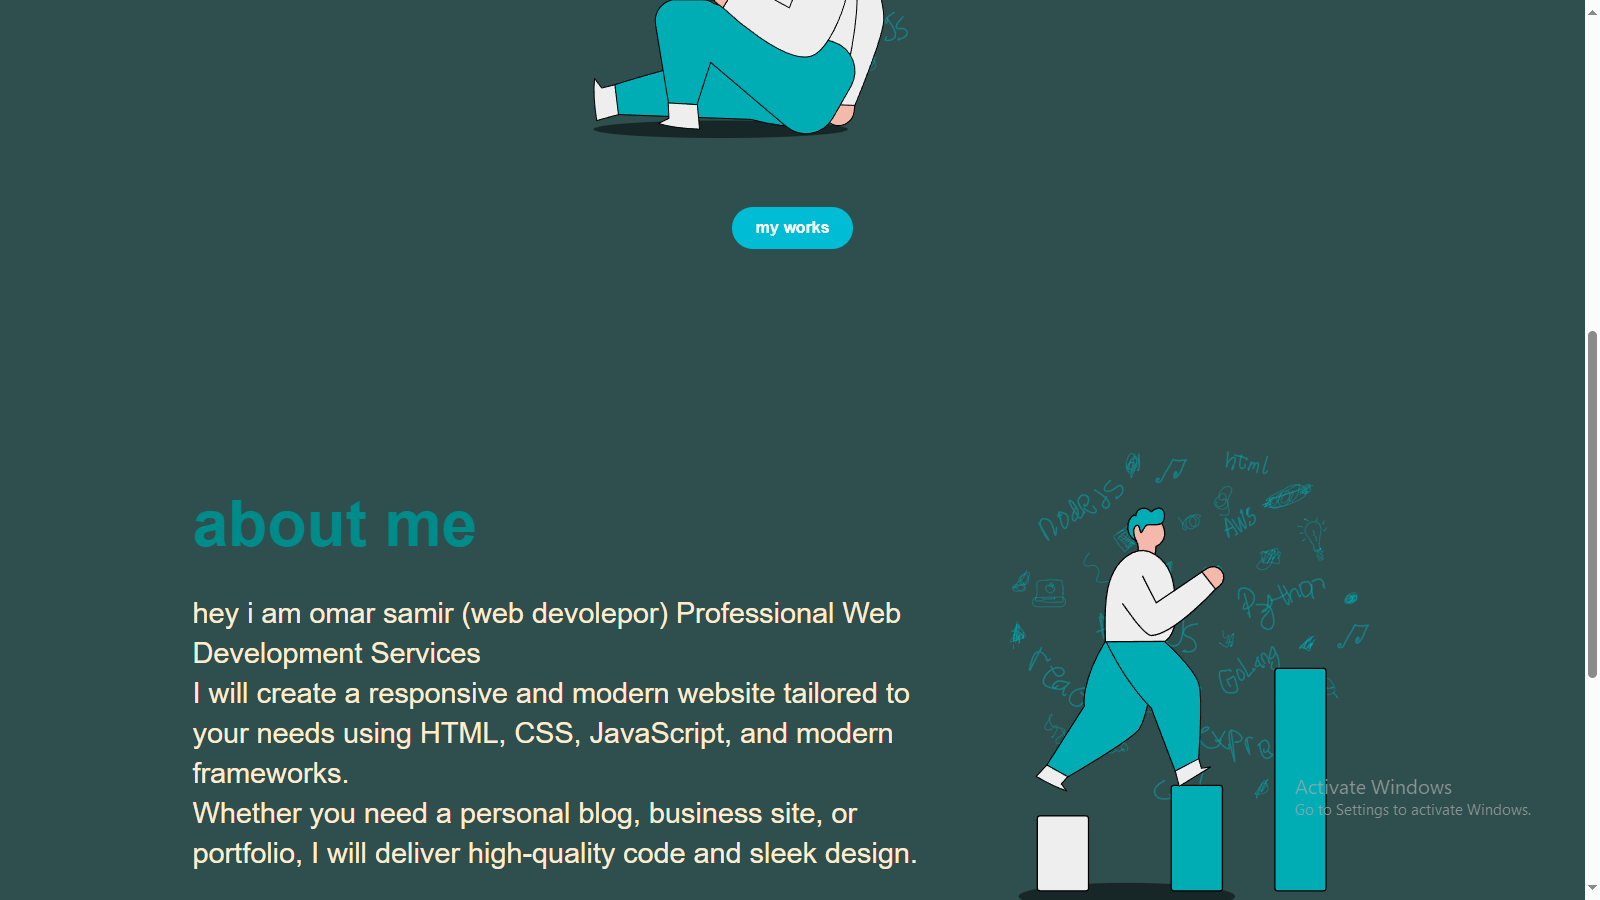 JS
my works
html
NodeJS
AWS
about me
Python
hey i am omar samir (web devolepor) Professional Web
Development Services
JS
GoLang
I will create a responsive and modern website tailored to
your needs using HTML, CSS, JavaScript, and modern
frameworks.
Activate Windows
Go to Settings to activate Windows.
Whether you need a personal blog, business site, or
portfolio, I will deliver high-quality code and sleek design.